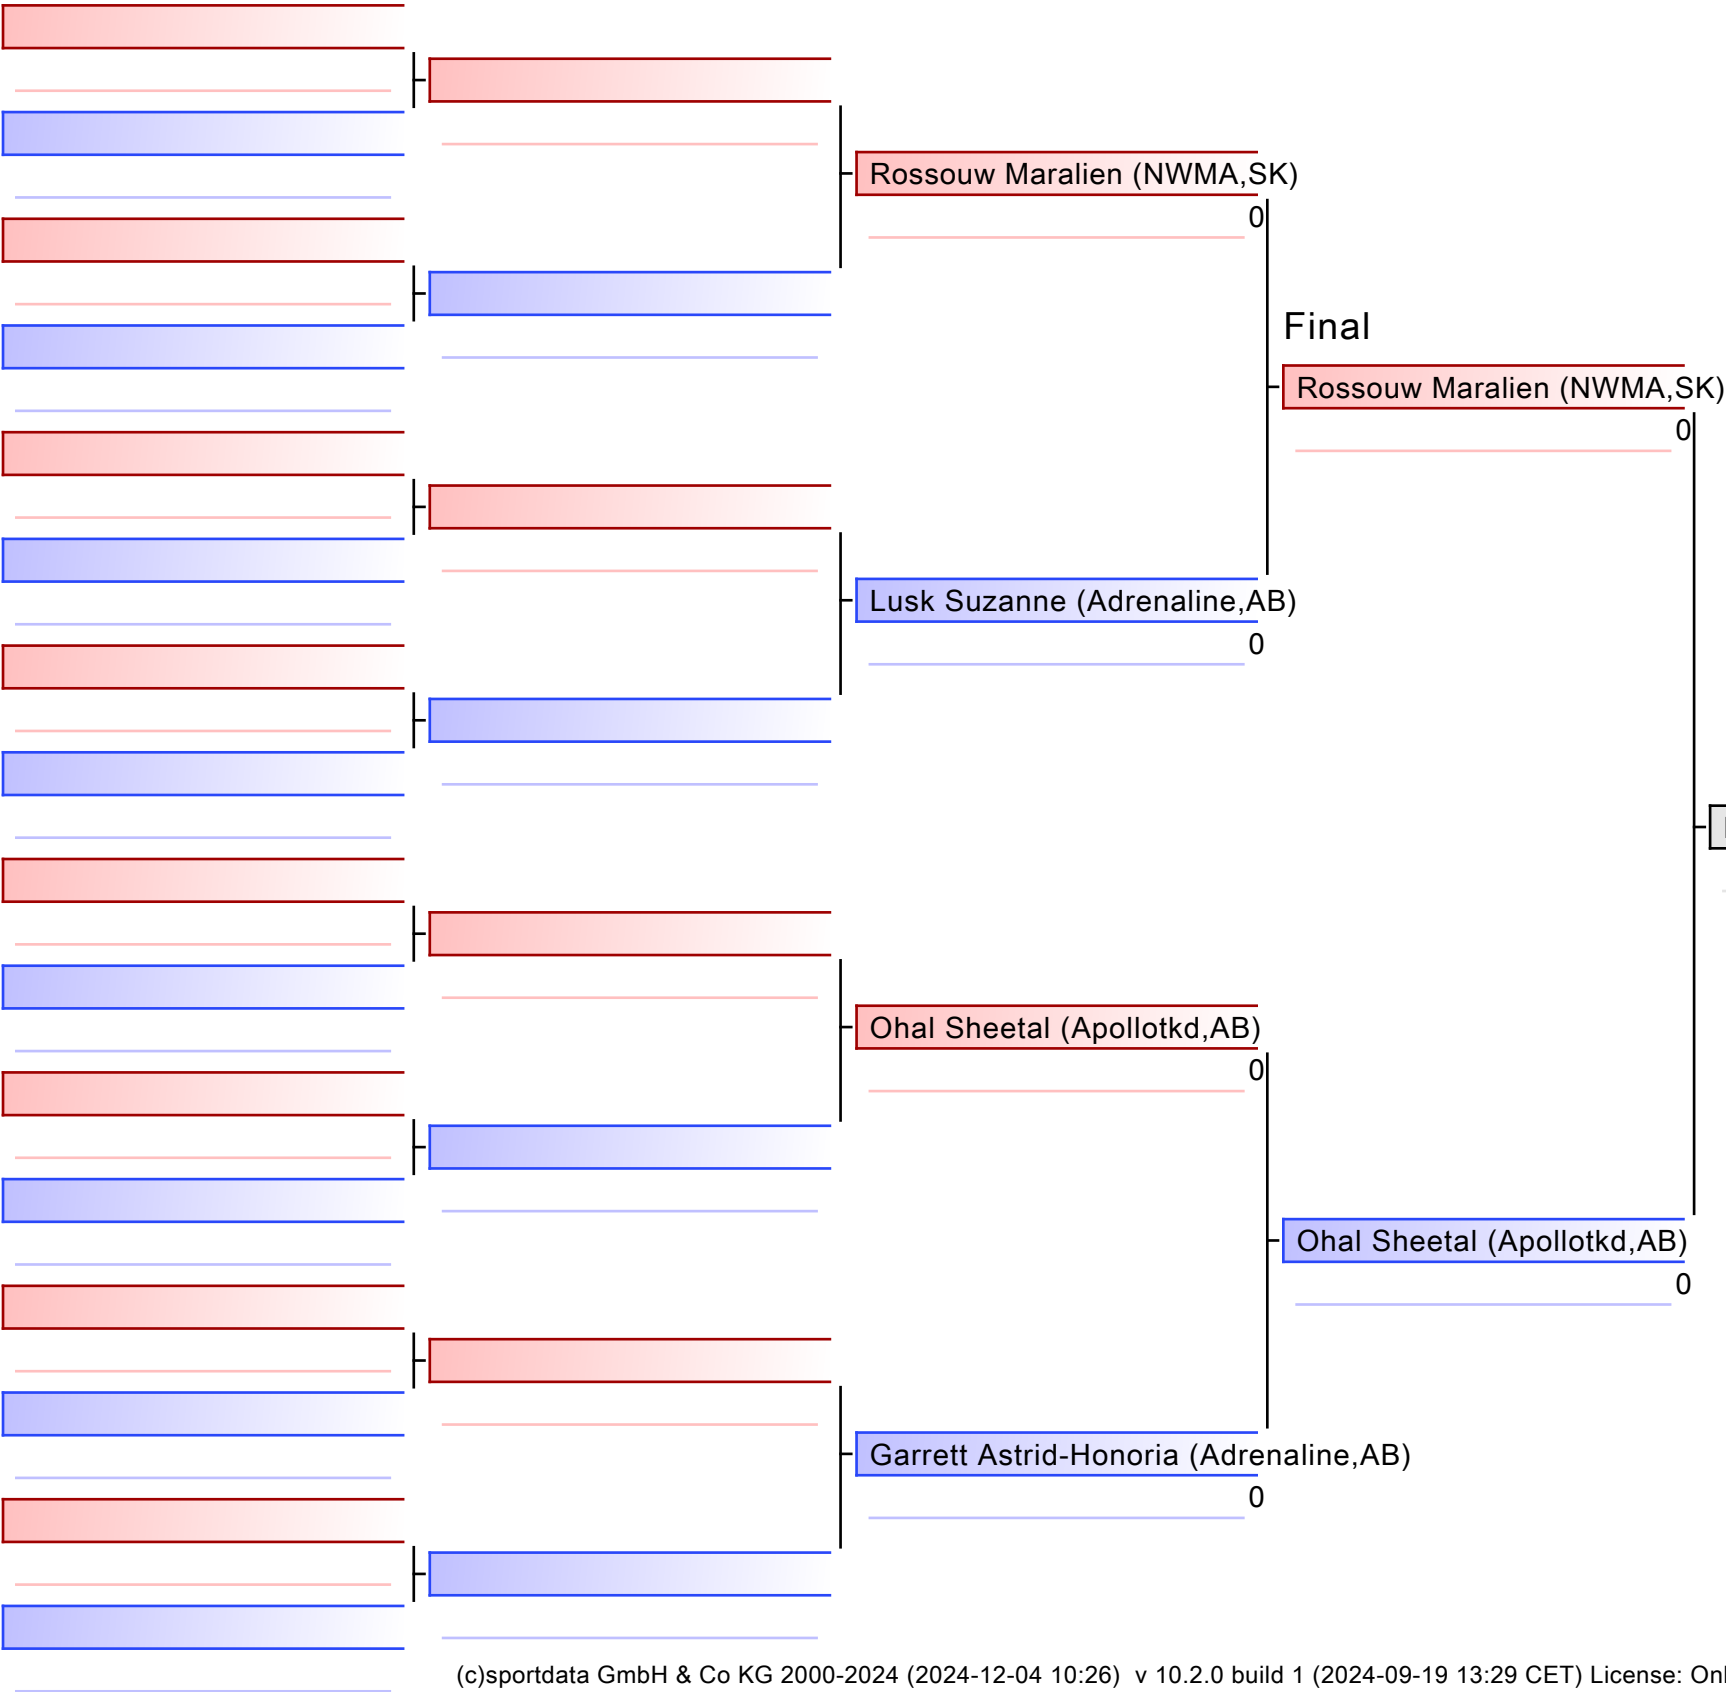 Rossouw Maralien (NWMA,SK)
0
Final
Rossouw Maralien (NWMA,SK)
0
Lusk Suzanne (Adrenaline,AB)
0
Ohal Sheetal (Apollotkd,AB)
0
Ohal Sheetal (Apollotkd,AB)
0
Garrett Astrid-Honoria (Adrenaline,AB)
0
(c)sportdata GmbH & Co KG 2000-2024 (2024-12-04 10:26) v 10.2.0 build 1 (2024-09-19 13:29 CET) License: